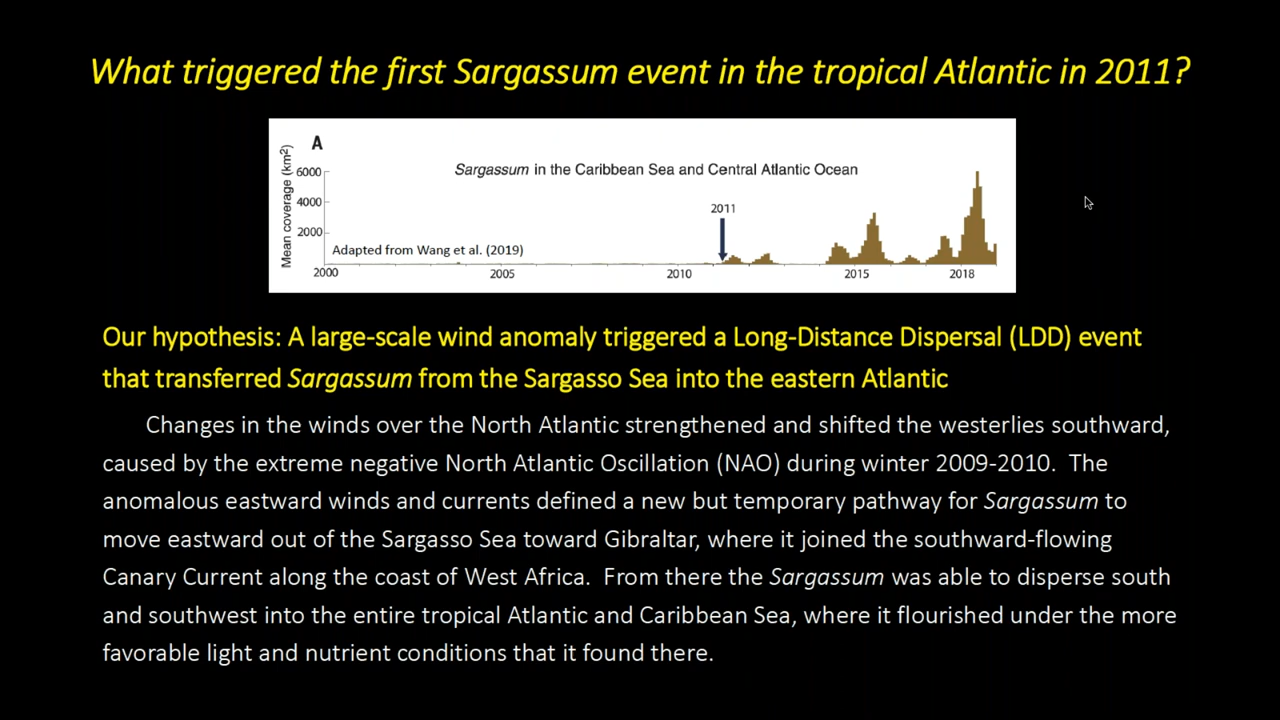 What triggered the first Sargassum event in the tropical Atlantic in 2011?
A
Sargassum in the Caribbean Sea and Central Atlantic Ocean
Mean coverage (km²)
6000
4000
2000
2011
Adapted from Wang et al. (2019)
2000 2005 2010 2015 2018
Our hypothesis: A large-scale wind anomaly triggered a Long-Distance Dispersal (LDD) event
that transferred Sargassum from the Sargasso Sea into the eastern Atlantic
Changes in the winds over the North Atlantic strengthened and shifted the westerlies southward,
caused by the extreme negative North Atlantic Oscillation (NAO) during winter 2009-2010. The
anomalous eastward winds and currents defined a new but temporary pathway for Sargassum to
move eastward out of the Sargasso Sea toward Gibraltar, where it joined the southward-flowing
Canary Current along the coast of West Africa. From there the Sargassum was able to disperse south
and southwest into the entire tropical Atlantic and Caribbean Sea, where it flourished under the more
favorable light and nutrient conditions that it found there.